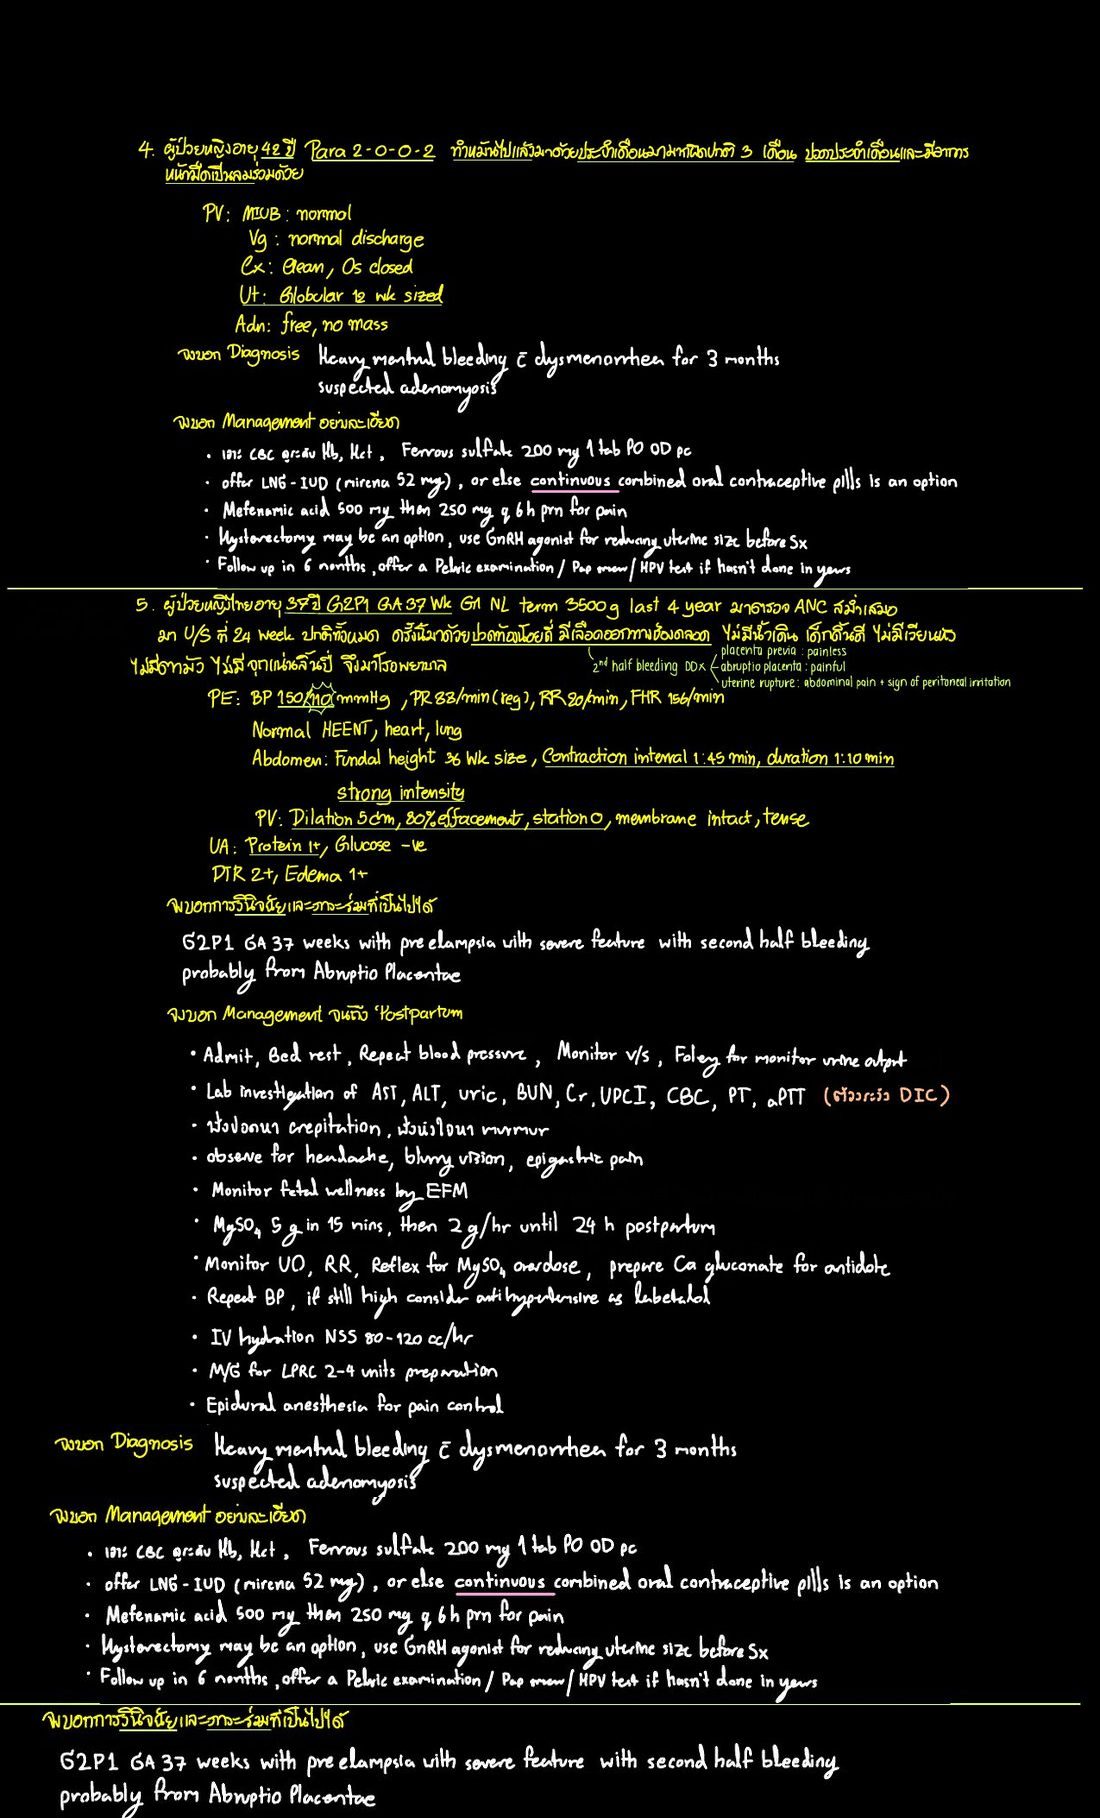 4. ผู้ป่วยหญิงอายุ 42 ปี Para 2-0-0-2 ทำหมันไปแล้วมาด้วยประจำเดือนมามากผิดปกติ 3 เดือน ปวดประจำเดือนและมีอาการ
หน้ามืดเป็นลมร่วมด้วย
PV: MIUB: normal
Vg: normal discharge
Cx: Clean, Os closed
Ut: Globular 12 wk sized
Adn: free, no mass
จงบอก Diagnosis Heavy mentrul bleeding c̄ dysmenorrhea for 3 months
suspected adenomyosis
จงบอก Management อย่างละเอียด
• เจาะ CBC ดูระดับ Hb, Hct, Ferrous sulfate 200 mg 1 tab PO OD pc
• offer LNG-IUD (mirena 52 mg), or else continuous combined oral contraceptive pills is an option
• Mefenamic acid 500 mg then 250 mg q 6 h prn for pain
• Hysterectomy may be an option, use GnRH agonist for reducing uterine size before Sx
• Follow up in 6 months, offer a Pelvic examination / Pap smear / HPV test if hasn't done in years
5. ผู้ป่วยหญิงไทยอายุ 37 ปี G2P1 GA 37 Wk G1 NL term 3500 g last 4 year มาตรวจ ANC สม่ำเสมอ
มา U/S ที่ 24 week ปกติทั้งหมด ครั้งนี้มาด้วยปวดท้องน้อยถี่ มีเลือดออกทางช่องคลอด ไม่มีน้ำเดิน เด็กดิ้นดี ไม่มีเวียนหัว
2nd half bleeding DDx placenta previa: painless
abruptio placenta: painful
uterine rupture: abdominal pain + sign of peritoneal irritation
ไม่มีตามัว ไม่มีจุกแน่นลิ้นปี่ จึงมาโรงพยาบาล
PE: BP 150/110 mmHg, PR 88/min (reg), RR 20/min, FHR 156/min
Normal HEENT, heart, lung
Abdomen: Fundal height 36 Wk size, Contraction interval 1:45 min, duration 1:10 min
strong intensity
PV: Dilation 5 cm, 80% effacement, station 0, membrane intact, tense
UA: Protein 1+, Glucose -ve
DTR 2+, Edema 1+
จงบอกการวินิจฉัยและภาวะร่วมที่เป็นไปได้
G2P1 GA 37 weeks with preelampsia with severe feature with second half bleeding
probably from Abruptio Placentae
จงบอก Management จนถึง Postpartum
• Admit, Bed rest, Repeat blood pressure, Monitor v/s, Foley for monitor urine output
• Lab investigation of AST, ALT, uric, BUN, Cr, UPCI, CBC, PT, aPTT (ต้องระวัง DIC)
• ฟังปอดหา crepitation, ฟังหัวใจหา murmur
• observe for headache, blurry vision, epigastric pain
• Monitor fetal wellness by EFM
• MgSO4 5 g in 15 mins, then 2 g/hr until 24 h postpartum
• Monitor UO, RR, Reflex for MgSO4 overdose, prepare Ca gluconate for antidote
• Repeat BP, if still high consider antihypertensive as labetalol
• IV hydration NSS 80-120 cc/hr
• M/G for LPRC 2-4 units preparation
• Epidural anesthesia for pain control
จงบอก Diagnosis Heavy mentrul bleeding c̄ dysmenorrhea for 3 months
suspected adenomyosis
จงบอก Management อย่างละเอียด
• เจาะ CBC ดูระดับ Hb, Hct, Ferrous sulfate 200 mg 1 tab PO OD pc
• offer LNG-IUD (mirena 52 mg), or else continuous combined oral contraceptive pills is an option
• Mefenamic acid 500 mg then 250 mg q 6 h prn for pain
• Hysterectomy may be an option, use GnRH agonist for reducing uterine size before Sx
• Follow up in 6 months, offer a Pelvic examination / Pap smear / HPV test if hasn't done in years
จงบอกการวินิจฉัยและภาวะร่วมที่เป็นไปได้
G2P1 GA 37 weeks with preelampsia with severe feature with second half bleeding
probably from Abruptio Placentae